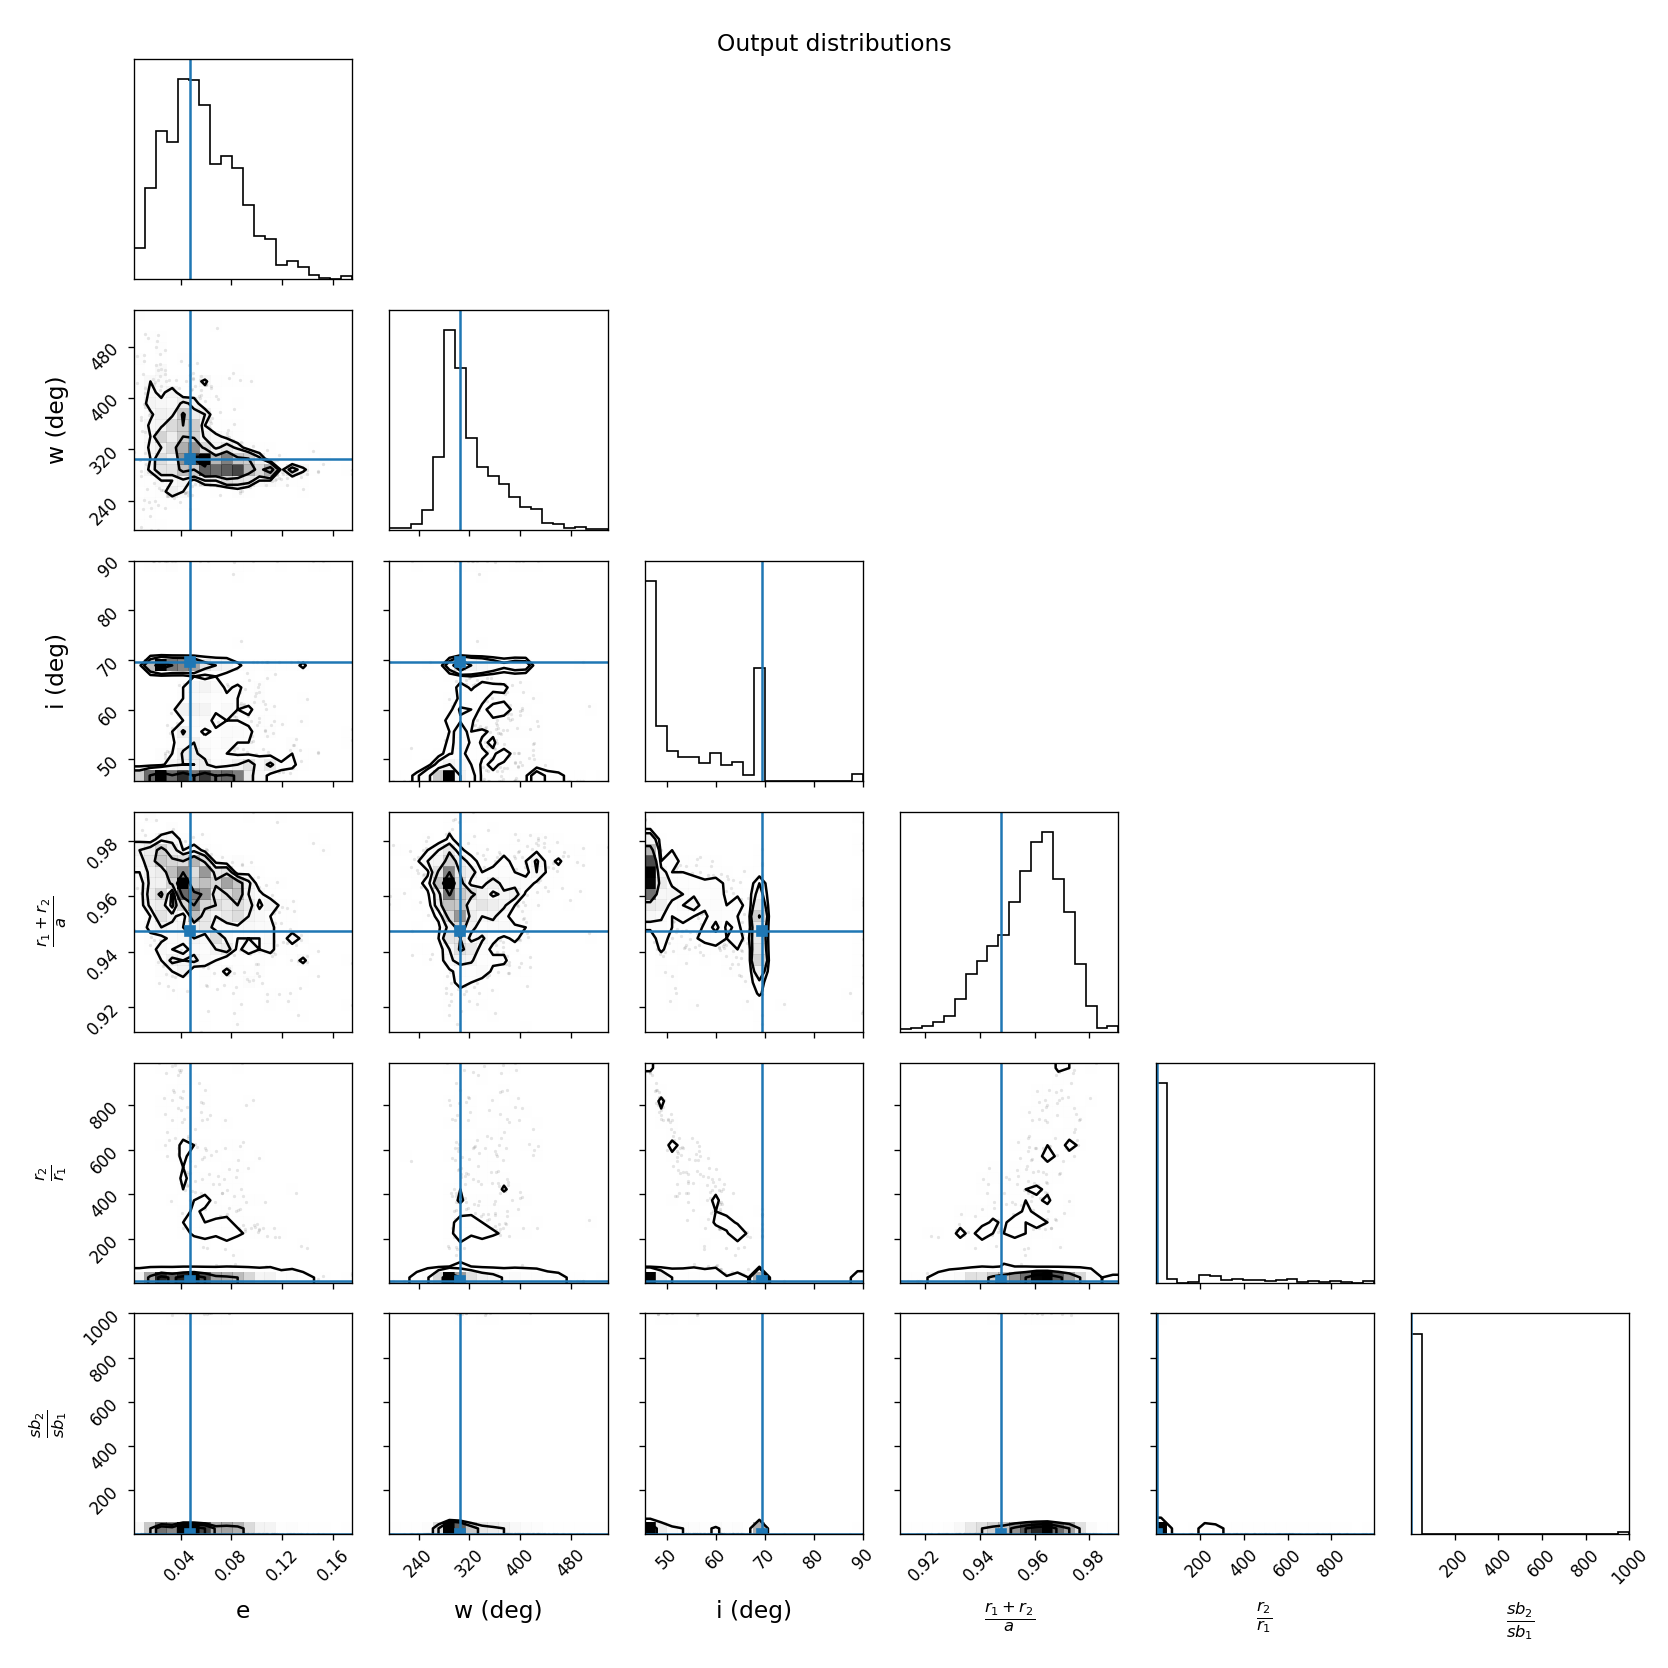 Output distributions
w (deg)
480
400
320
240
i (deg)
90
80
70
60
50
r₁ + r₂
a
0.98
0.96
0.94
0.92
r₂
r₁
800
600
400
200
sb₂
sb₁
1000
800
600
400
200
0.04 0.08 0.12 0.16
240 320 400 480
50 60 70 80 90
0.92 0.94 0.96 0.98
200 400 600 800
200 400 600 800 1000
e
w (deg)
i (deg)
r₁ + r₂
a
r₂
r₁
sb₂
sb₁